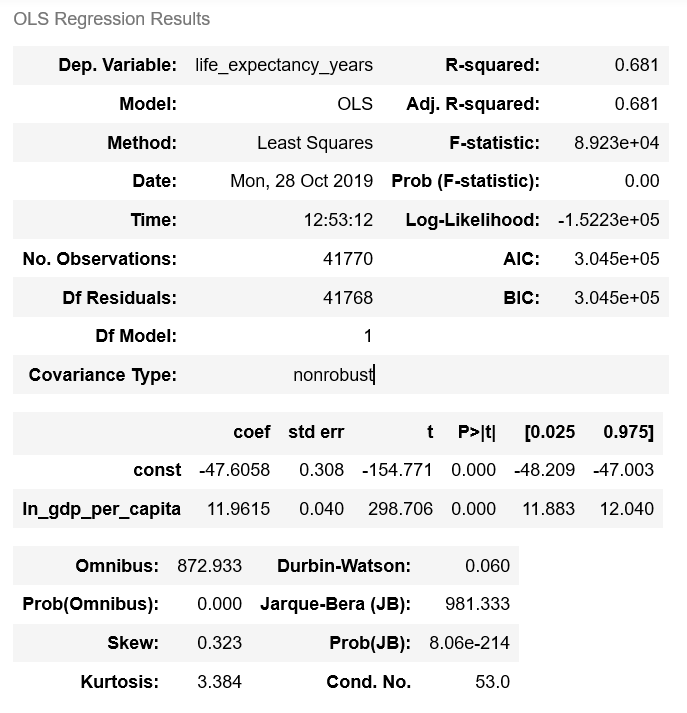 OLS Regression Results
Dep. Variable: life_expectancy_years R-squared: 0.681
Model: OLS Adj. R-squared: 0.681
Method: Least Squares F-statistic: 8.923e+04
Date: Mon, 28 Oct 2019 Prob (F-statistic): 0.00
Time: 12:53:12 Log-Likelihood: -1.5223e+05
No. Observations: 41770 AIC: 3.045e+05
Df Residuals: 41768 BIC: 3.045e+05
Df Model: 1
Covariance Type: nonrobust
coef std err t P>|t| [0.025 0.975]
const -47.6058 0.308 -154.771 0.000 -48.209 -47.003
ln_gdp_per_capita 11.9615 0.040 298.706 0.000 11.883 12.040
Omnibus: 872.933 Durbin-Watson: 0.060
Prob(Omnibus): 0.000 Jarque-Bera (JB): 981.333
Skew: 0.323 Prob(JB): 8.06e-214
Kurtosis: 3.384 Cond. No. 53.0